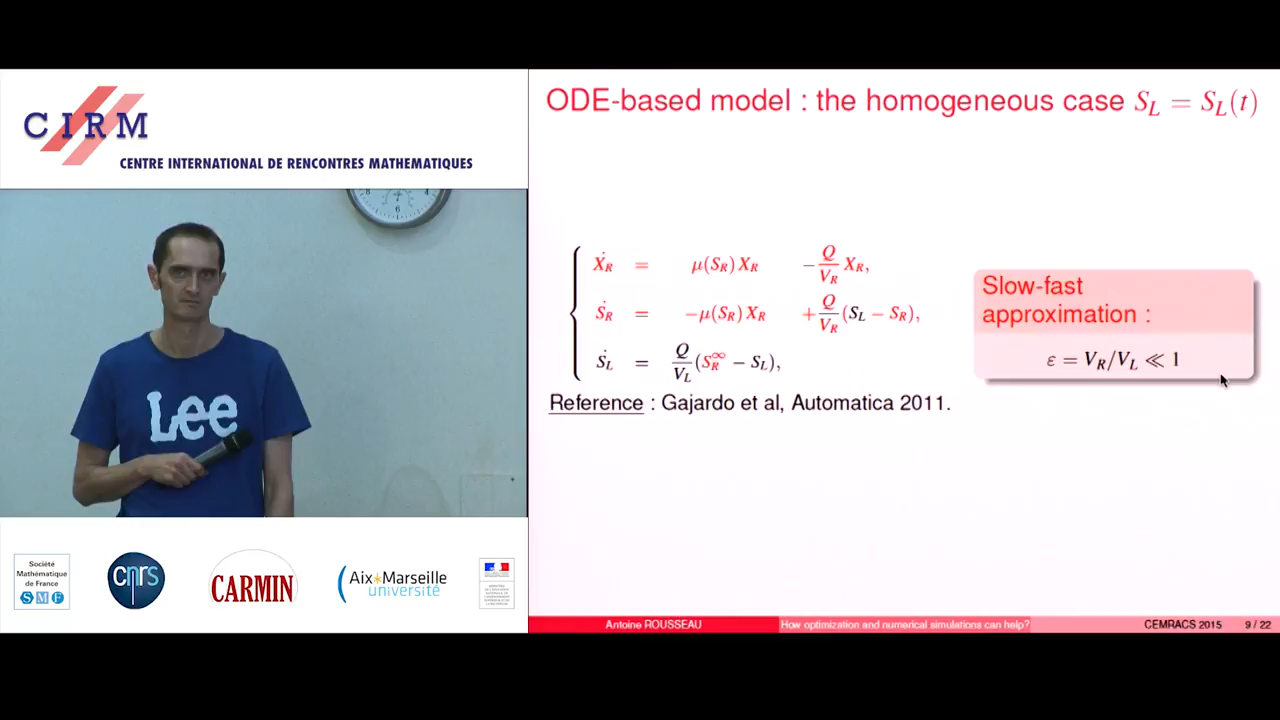 CIRM
CENTRE INTERNATIONAL DE RENCONTRES MATHEMATIQUES
8 4
6
Lee
Société
Mathématique
de France
S M F
cnrs
CARMIN
Aix*Marseille
université
ODE-based model : the homogeneous case S_L = S_L(t)
Ẋ_R = μ(S_R) X_R − Q/V_R X_R,
Ṡ_R = −μ(S_R) X_R + Q/V_R (S_L − S_R),
Ṡ_L = Q/V_L (S_R^∞ − S_L),
Reference : Gajardo et al, Automatica 2011.
Slow-fast
approximation :
ε = V_R/V_L ≪ 1
Antoine ROUSSEAU How optimization and numerical simulations can help? CEMRACS 2015 9 / 22